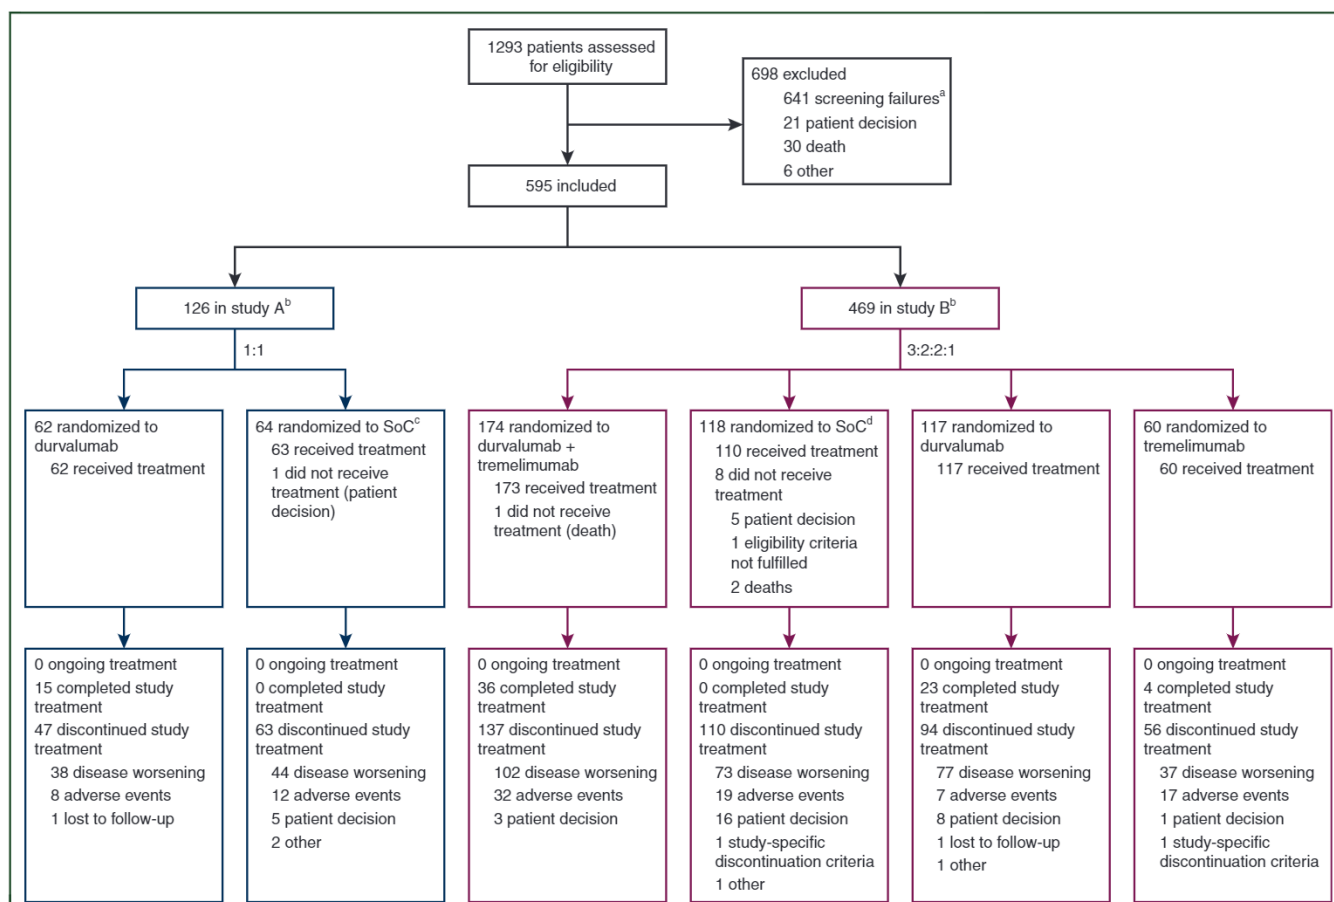 1293 patients assessed
for eligibility
698 excluded
641 screening failuresᵃ
21 patient decision
30 death
6 other
595 included
126 in study Aᵇ
469 in study Bᵇ
1:1
3:2:2:1
62 randomized to
durvalumab
62 received treatment
64 randomized to SoCᶜ
63 received treatment
1 did not receive
treatment (patient
decision)
174 randomized to
durvalumab +
tremelimumab
173 received treatment
1 did not receive
treatment (death)
118 randomized to SoCᵈ
110 received treatment
8 did not receive
treatment
5 patient decision
1 eligibility criteria
not fulfilled
2 deaths
117 randomized to
durvalumab
117 received treatment
60 randomized to
tremelimumab
60 received treatment
0 ongoing treatment
15 completed study
treatment
47 discontinued study
treatment
38 disease worsening
8 adverse events
1 lost to follow-up
0 ongoing treatment
0 completed study
treatment
63 discontinued study
treatment
44 disease worsening
12 adverse events
5 patient decision
2 other
0 ongoing treatment
36 completed study
treatment
137 discontinued study
treatment
102 disease worsening
32 adverse events
3 patient decision
0 ongoing treatment
0 completed study
treatment
110 discontinued study
treatment
73 disease worsening
19 adverse events
16 patient decision
1 study-specific
discontinuation criteria
1 other
0 ongoing treatment
23 completed study
treatment
94 discontinued study
treatment
77 disease worsening
7 adverse events
8 patient decision
1 lost to follow-up
1 other
0 ongoing treatment
4 completed study
treatment
56 discontinued study
treatment
37 disease worsening
17 adverse events
1 patient decision
1 study-specific
discontinuation criteria